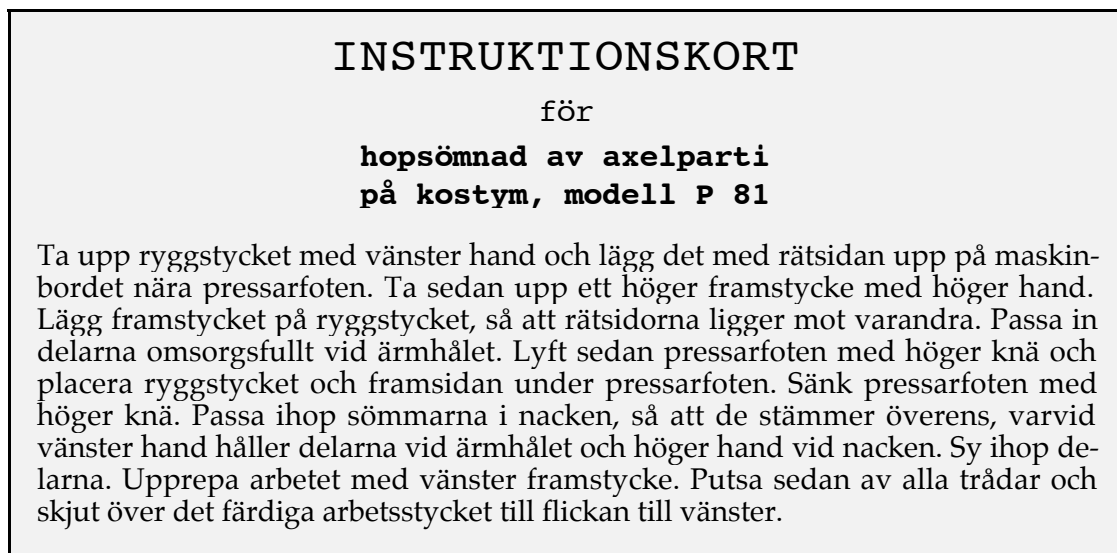 INSTRUKTIONSKORT
för
hopsömnad av axelparti
på kostym, modell P 81
Ta upp ryggstycket med vänster hand och lägg det med rätsidan upp på maskin-
bordet nära pressarfoten. Ta sedan upp ett höger framstycke med höger hand.
Lägg framstycket på ryggstycket, så att rätsidorna ligger mot varandra. Passa in
delarna omsorgsfullt vid ärmhålet. Lyft sedan pressarfoten med höger knä och
placera ryggstycket och framsidan under pressarfoten. Sänk pressarfoten med
höger knä. Passa ihop sömmarna i nacken, så att de stämmer överens, varvid
vänster hand håller delarna vid ärmhålet och höger hand vid nacken. Sy ihop de-
larna. Upprepa arbetet med vänster framstycke. Putsa sedan av alla trådar och
skjut över det färdiga arbetsstycket till flickan till vänster.